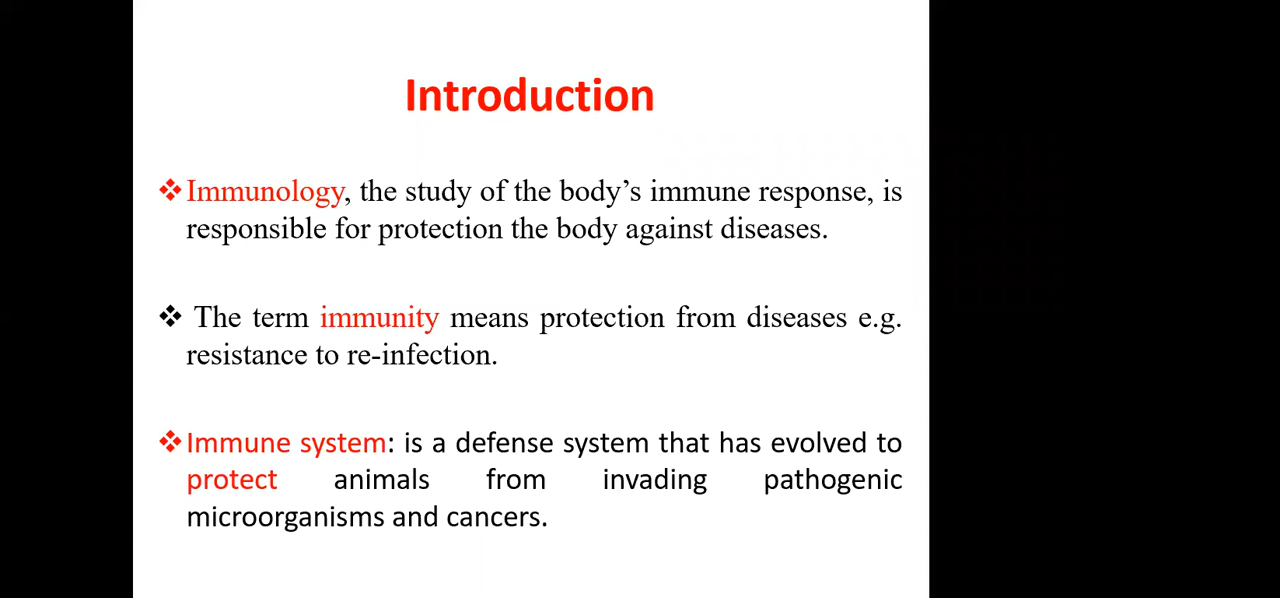 Introduction
❖Immunology, the study of the body’s immune response, is
responsible for protection the body against diseases.
❖ The term immunity means protection from diseases e.g.
resistance to re-infection.
❖Immune system: is a defense system that has evolved to
protect animals from invading pathogenic
microorganisms and cancers.